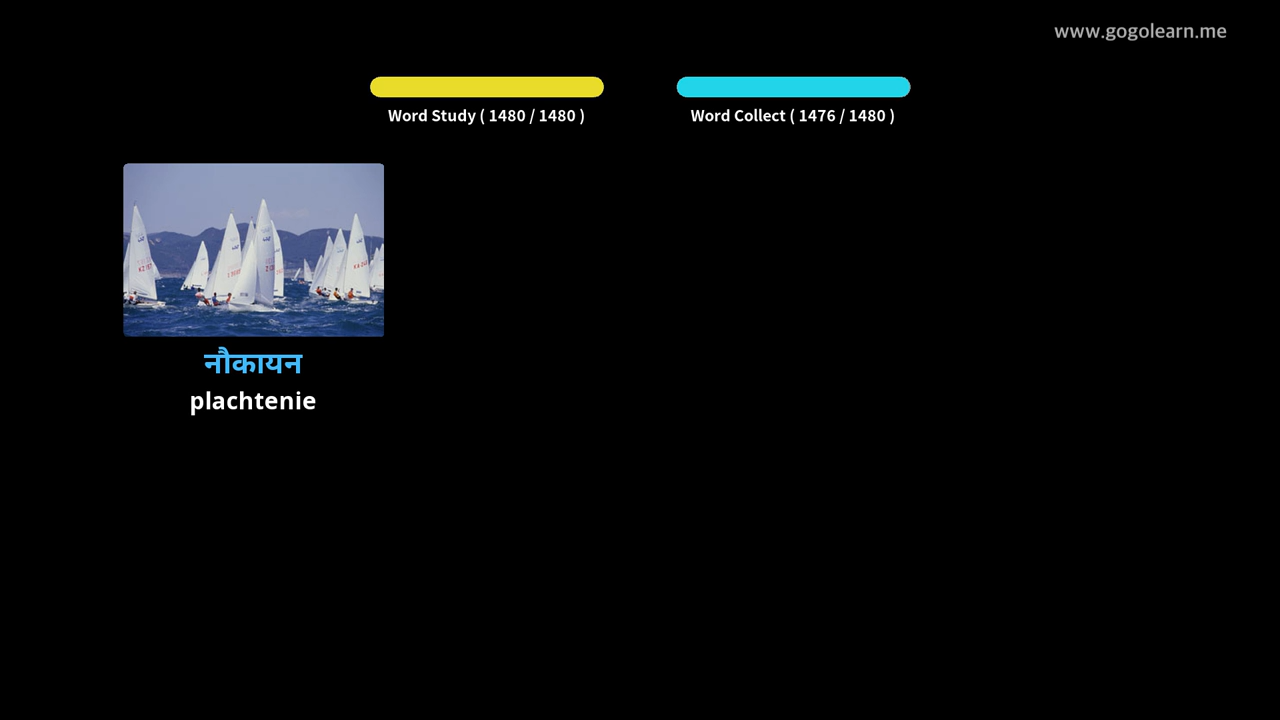 www.gogolearn.me
Word Study ( 1480 / 1480 )
Word Collect ( 1476 / 1480 )
नौकायन
plachtenie